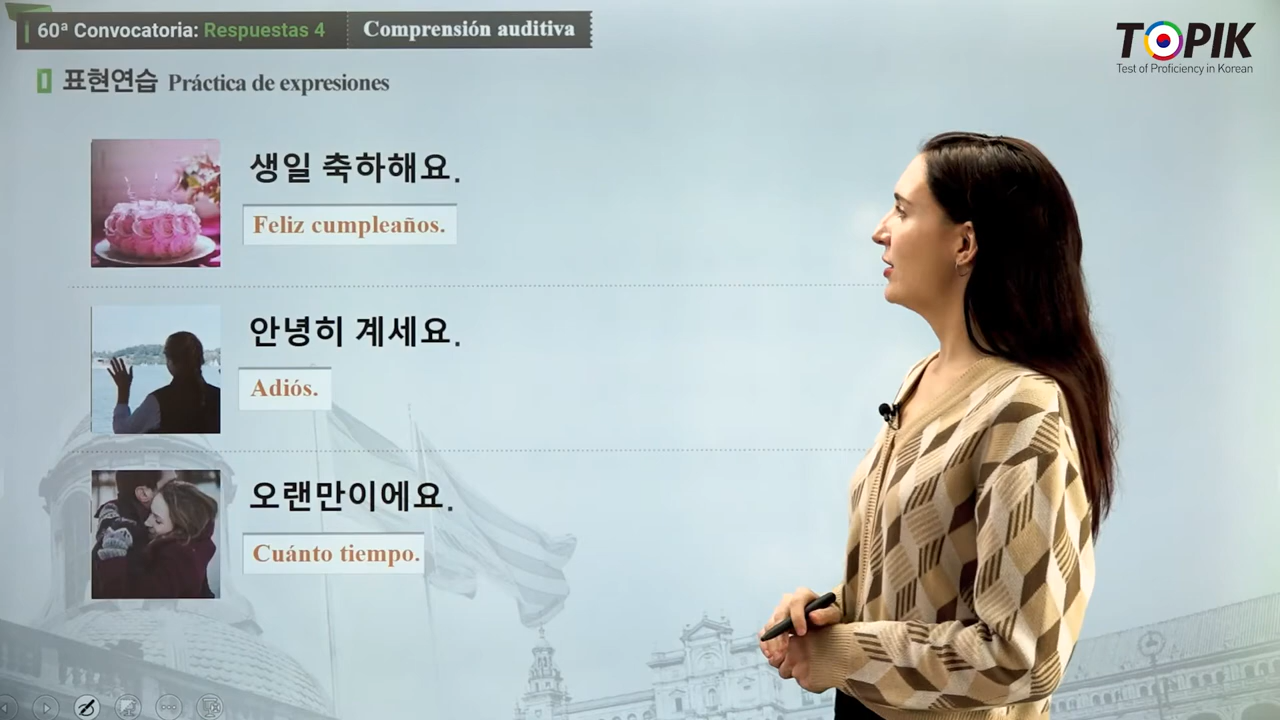 60ª Convocatoria: Respuestas 4
Comprensión auditiva
TOPIK
Test of Proficiency in Korean
표현연습 Práctica de expresiones
생일 축하해요.
Feliz cumpleaños.
안녕히 계세요.
Adiós.
오랜만이에요.
Cuánto tiempo.